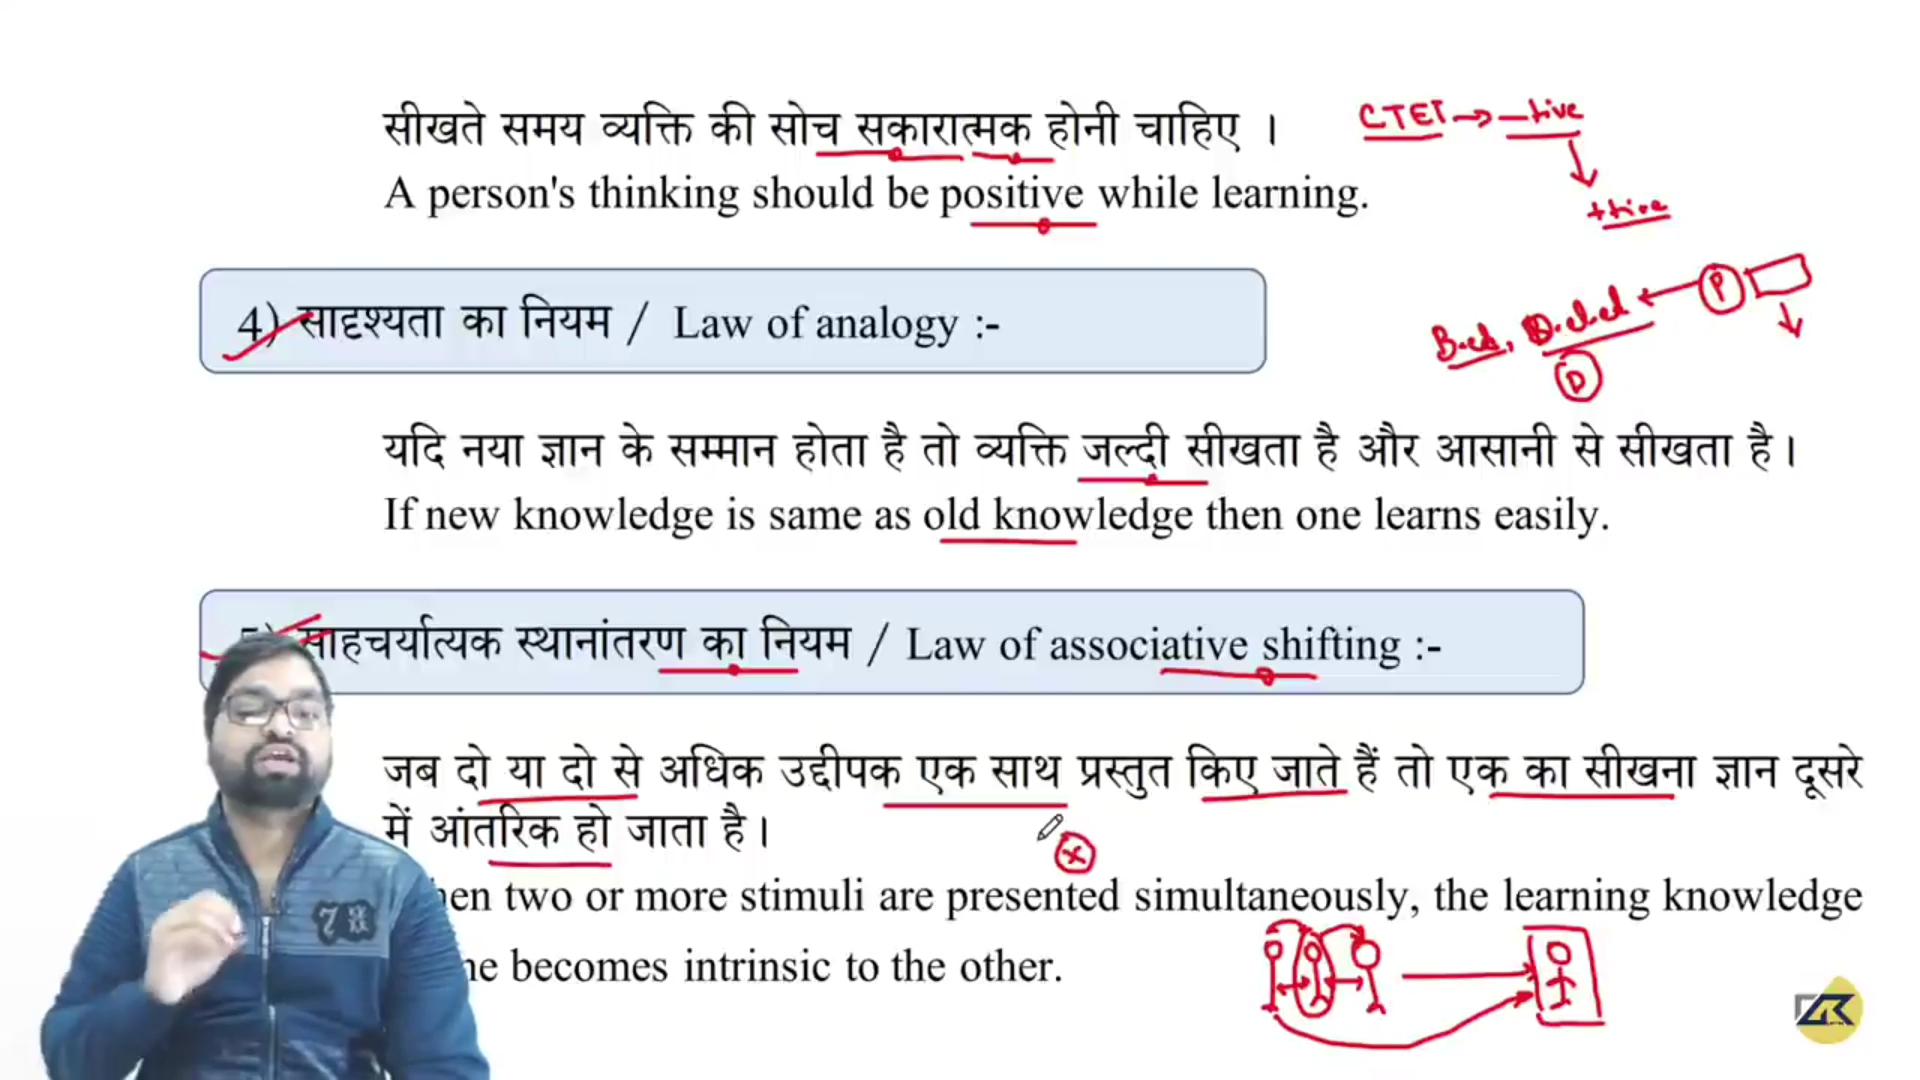 सीखते समय व्यक्ति की सोच सकारात्मक होनी चाहिए ।
CTET → -tive
A person's thinking should be positive while learning.
+tive
4) सादृश्यता का नियम / Law of analogy :-
P
B.ed, D.el.ed
D
यदि नया ज्ञान के सम्मान होता है तो व्यक्ति जल्दी सीखता है और आसानी से सीखता है।
If new knowledge is same as old knowledge then one learns easily.
साहचर्यात्यक स्थानांतरण का नियम / Law of associative shifting :-
जब दो या दो से अधिक उद्दीपक एक साथ प्रस्तुत किए जाते हैं तो एक का सीखना ज्ञान दूसरे
में आंतरिक हो जाता है।
x
two or more stimuli are presented simultaneously, the learning knowledge
becomes intrinsic to the other.
78